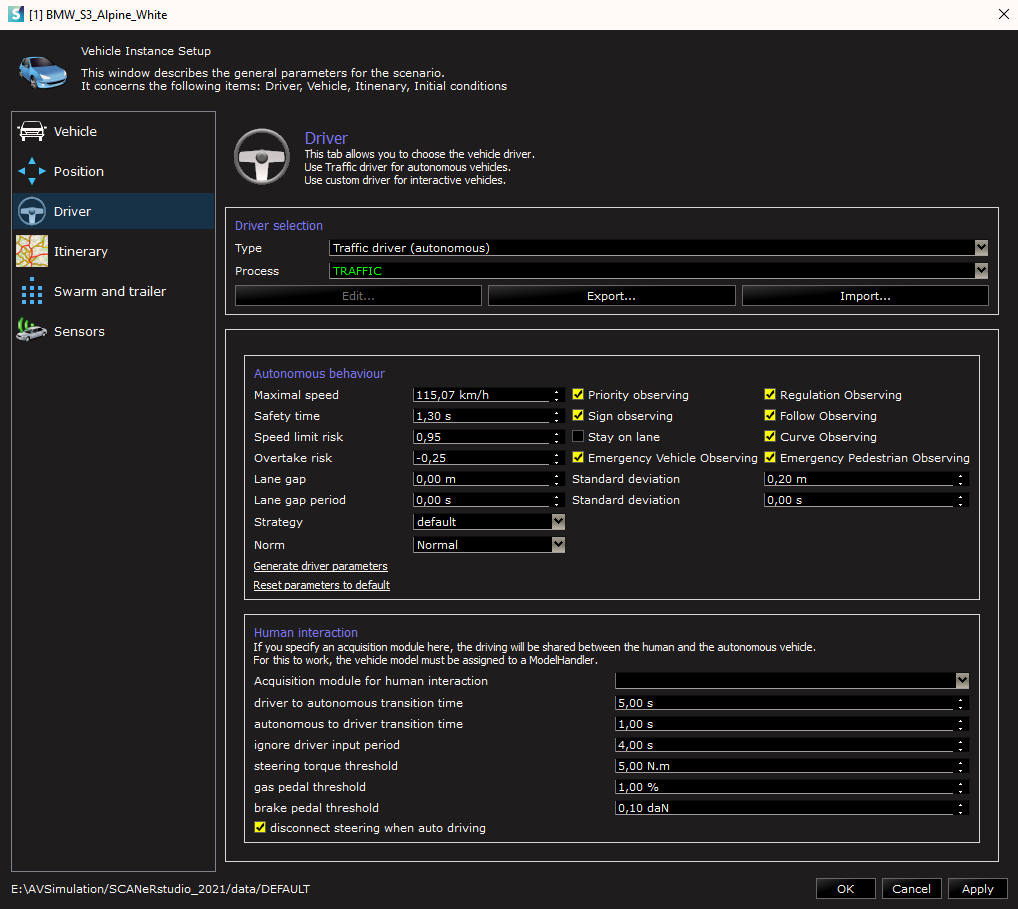 [1] BMW_S3_Alpine_White
Vehicle Instance Setup
This window describes the general parameters for the scenario.
It concerns the following items: Driver, Vehicle, Itinenary, Initial conditions
Vehicle
Position
Driver
Itinerary
Swarm and trailer
Sensors
Driver
This tab allows you to choose the vehicle driver.
Use Traffic driver for autonomous vehicles.
Use custom driver for interactive vehicles.
Driver selection
Type Traffic driver (autonomous)
Process TRAFFIC
Edit... Export... Import...
Autonomous behaviour
Maximal speed 115,07 km/h Priority observing Regulation Observing
Safety time 1,30 s Sign observing Follow Observing
Speed limit risk 0,95 Stay on lane Curve Observing
Overtake risk -0,25 Emergency Vehicle Observing Emergency Pedestrian Observing
Lane gap 0,00 m Standard deviation 0,20 m
Lane gap period 0,00 s Standard deviation 0,00 s
Strategy default
Norm Normal
Generate driver parameters
Reset parameters to default
Human interaction
If you specify an acquisition module here, the driving will be shared between the human and the autonomous vehicle.
For this to work, the vehicle model must be assigned to a ModelHandler.
Acquisition module for human interaction
driver to autonomous transition time 5,00 s
autonomous to driver transition time 1,00 s
ignore driver input period 4,00 s
steering torque threshold 5,00 N.m
gas pedal threshold 1,00 %
brake pedal threshold 0,10 daN
disconnect steering when auto driving
E:\AVSimulation/SCANeRstudio_2021/data/DEFAULT
OK Cancel Apply